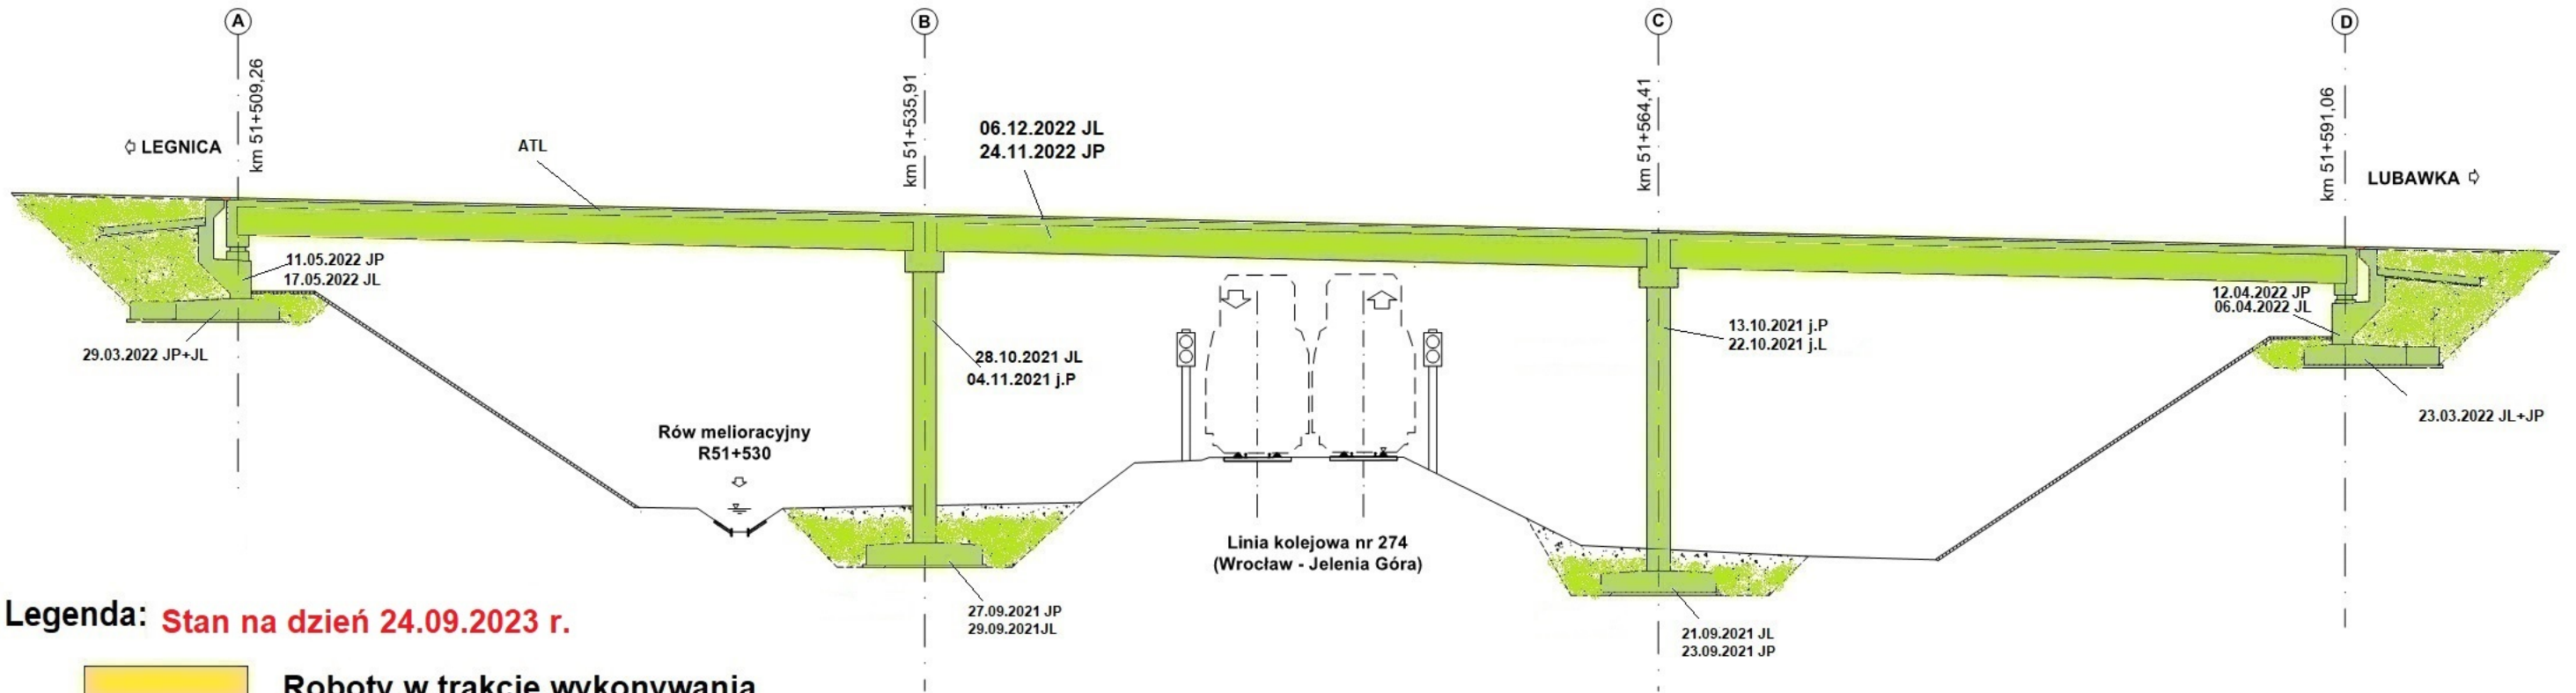 A
B
C
D
km 51+509,26
km 51+535,91
km 51+564,41
km 51+591,06
LEGNICA
ATL
06.12.2022 JL
24.11.2022 JP
LUBAWKA
11.05.2022 JP
17.05.2022 JL
29.03.2022 JP+JL
28.10.2021 JL
04.11.2021 j.P
13.10.2021 j.P
22.10.2021 j.L
12.04.2022 JP
06.04.2022 JL
23.03.2022 JL+JP
Rów melioracyjny
R51+530
Linia kolejowa nr 274
(Wrocław - Jelenia Góra)
27.09.2021 JP
29.09.2021JL
21.09.2021 JL
23.09.2021 JP
Legenda: Stan na dzień 24.09.2023 r.
Roboty w trakcie wykonywania